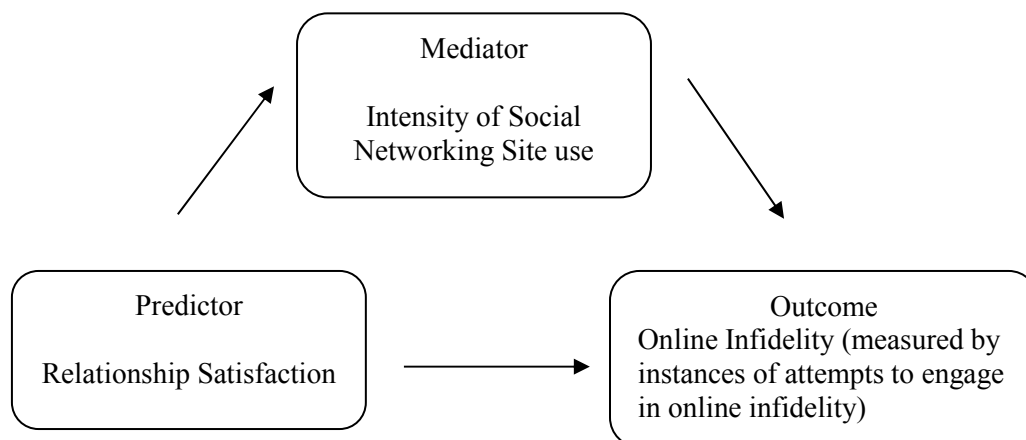 Mediator
Intensity of Social
Networking Site use
Predictor
Relationship Satisfaction
Outcome
Online Infidelity (measured by
instances of attempts to engage
in online infidelity)